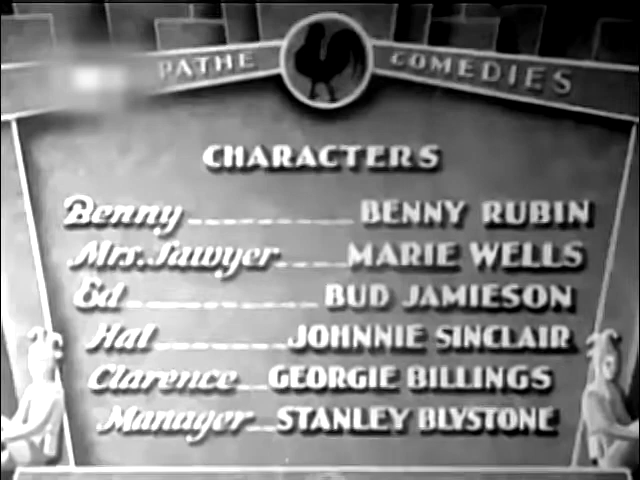 PATHE COMEDIES
CHARACTERS
Benny BENNY RUBIN
Mrs. Sawyer MARIE WELLS
Ed BUD JAMIESON
Hal JOHNNIE SINCLAIR
Clarence GEORGIE BILLINGS
Manager STANLEY BLYSTONE